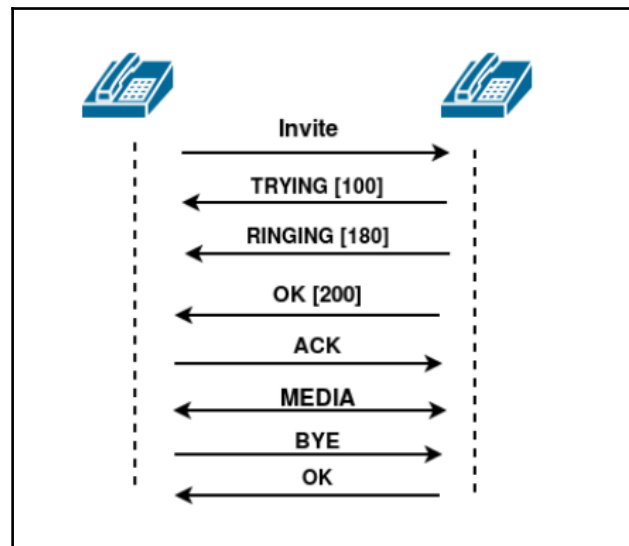 Invite
TRYING [100]
RINGING [180]
OK [200]
ACK
MEDIA
BYE
OK